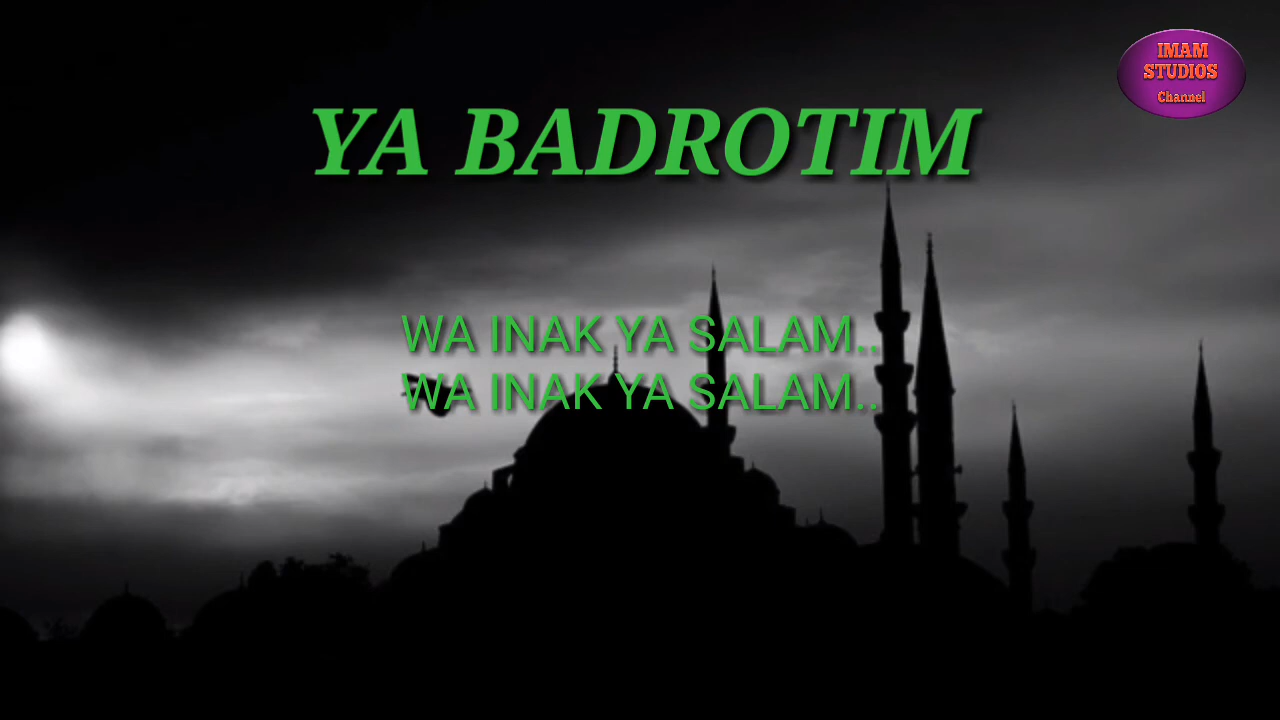 IMAM
STUDIOS
Channel
YA BADROTIM
WA INAK YA SALAM..
WA INAK YA SALAM..